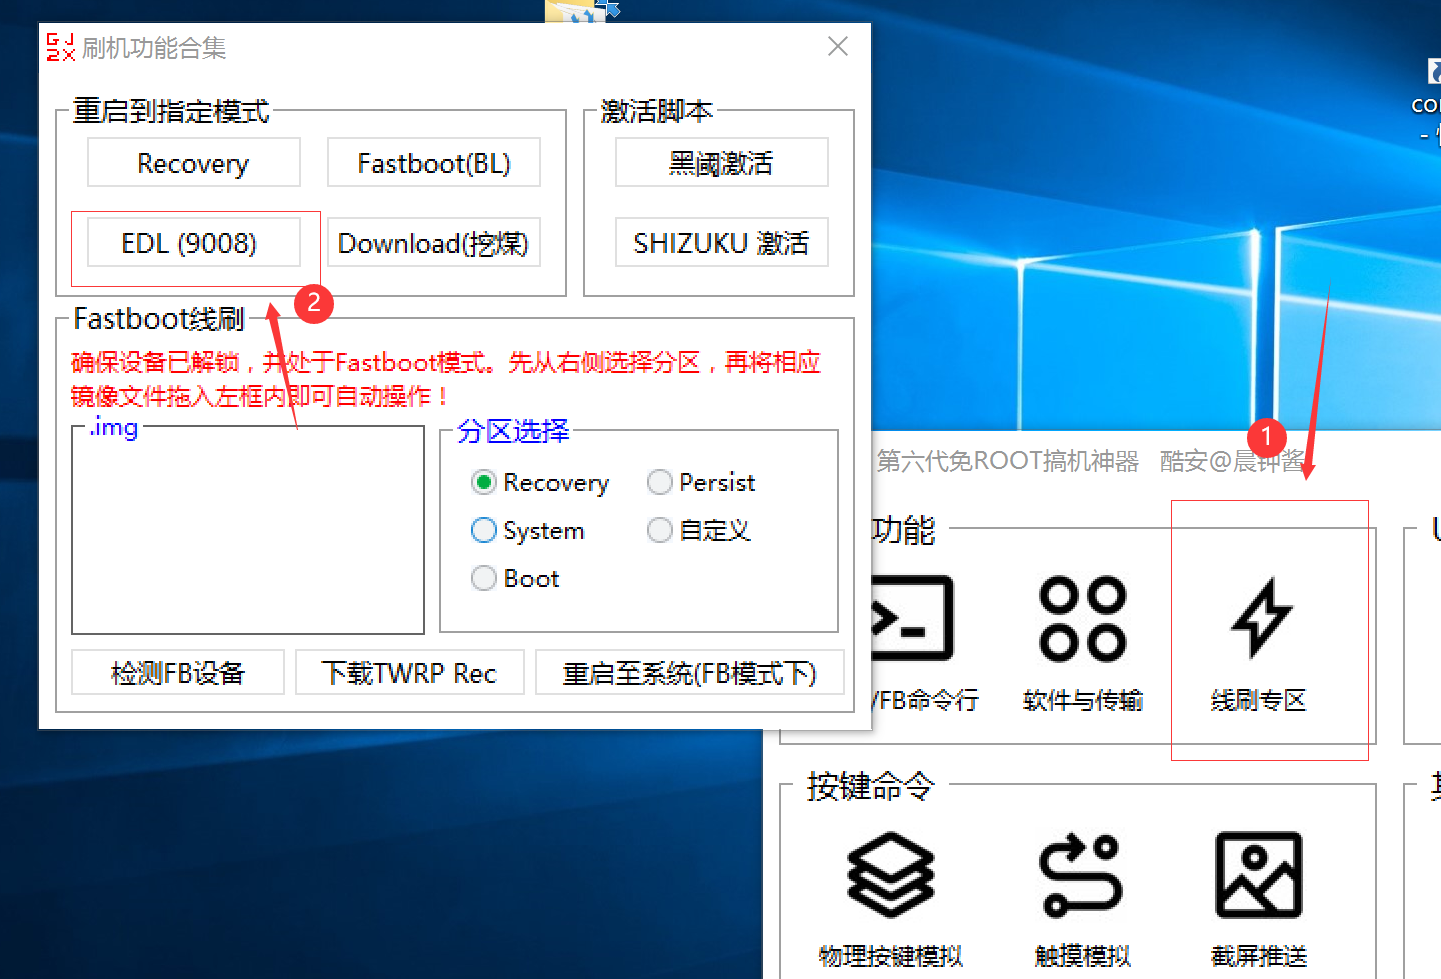 GJ
ZX
刷机功能合集
重启到指定模式
Recovery
Fastboot(BL)
EDL (9008)
Download(挖煤)
激活脚本
黑阈激活
SHIZUKU 激活
2
Fastboot线刷
确保设备已解锁，并处于Fastboot模式。先从右侧选择分区，再将相应
镜像文件拖入左框内即可自动操作！
.img
分区选择
Recovery
Persist
System
自定义
Boot
检测FB设备
下载TWRP Rec
重启至系统(FB模式下)
1
第六代免ROOT搞机神器 酷安@晨钟酱
功能
/FB命令行
软件与传输
线刷专区
按键命令
物理按键模拟
触摸模拟
截屏推送